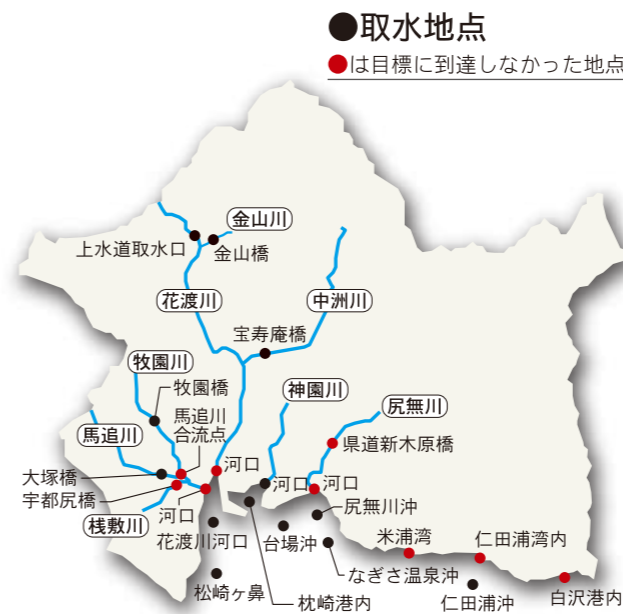 ●取水地点
●は目標に到達しなかった地点
金山川
上水道取水口
金山橋
花渡川
中洲川
宝寿庵橋
牧園川
牧園橋
神園川
尻無川
馬追川
馬追川
合流点
県道新木原橋
大塚橋
宇都尻橋
河口
河口
河口
河口
桟敷川
花渡川河口
台場沖
尻無川沖
米浦湾
仁田浦湾内
なぎさ温泉沖
松崎ヶ鼻
枕崎港内
仁田浦沖
白沢港内